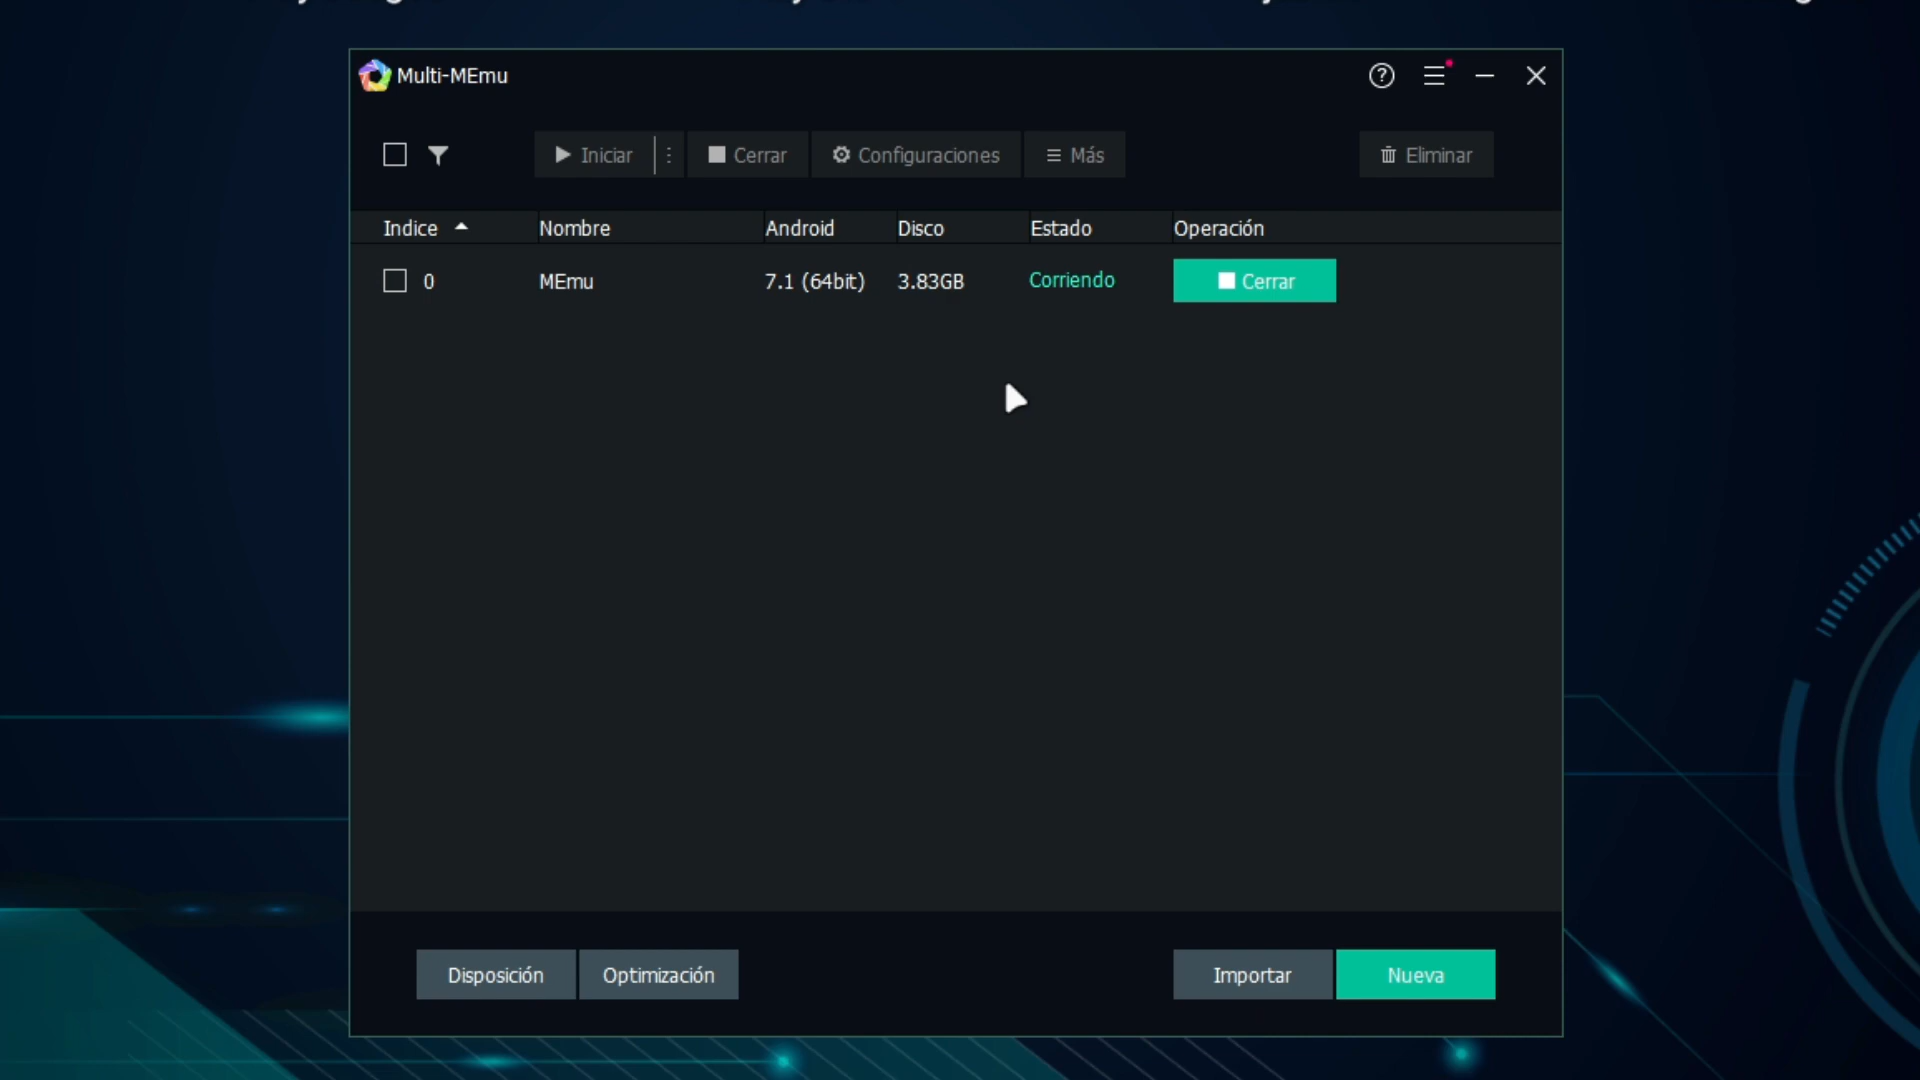 Multi-MEmu
Iniciar Cerrar Configuraciones Más Eliminar
Indice Nombre Android Disco Estado Operación
0 MEmu 7.1 (64bit) 3.83GB Corriendo Cerrar
Disposición Optimización Importar Nueva